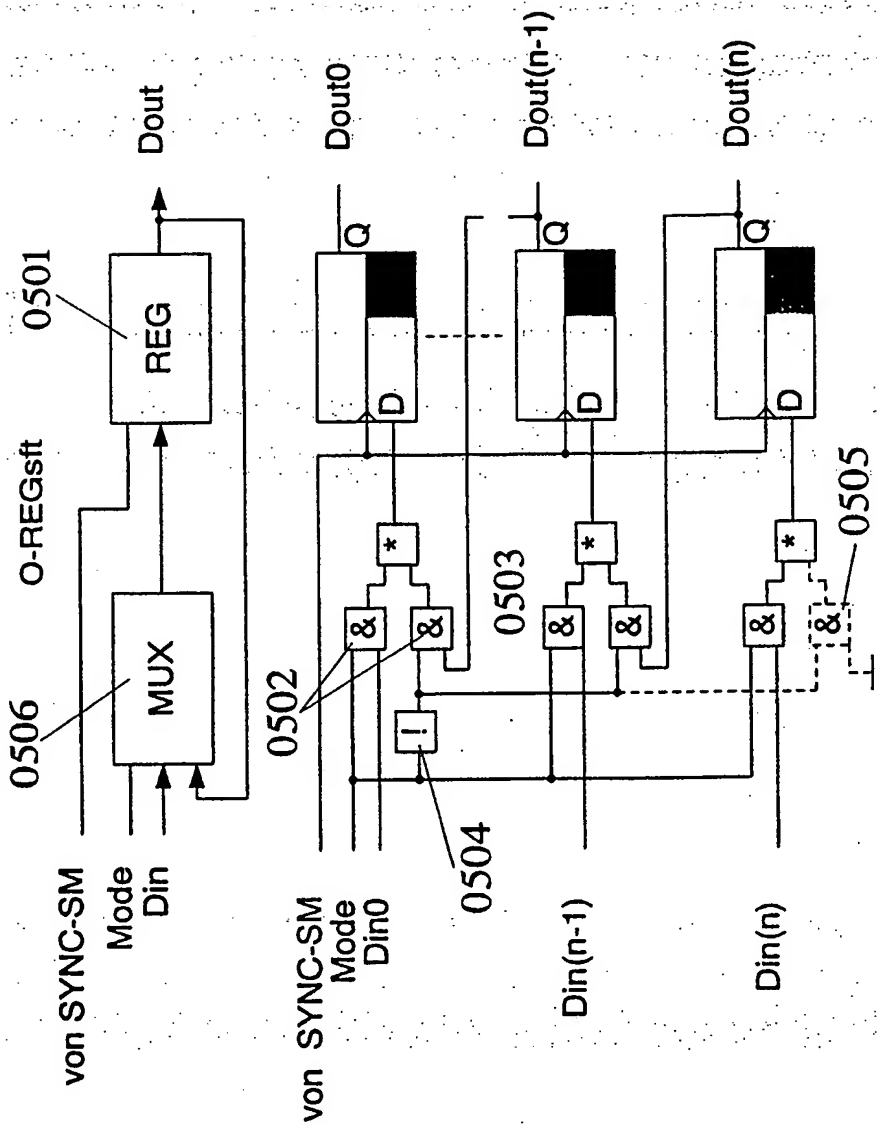 O-REGsft
0506
0501
von SYNC-SM
Mode
Din
MUX
REG
Dout
von SYNC-SM
Mode
Din0
0502
&
&
*
D
Q
Dout0
!
0504
0503
Din(n-1)
&
&
*
D
Q
Dout(n-1)
Din(n)
&
&
*
D
Q
Dout(n)
0505